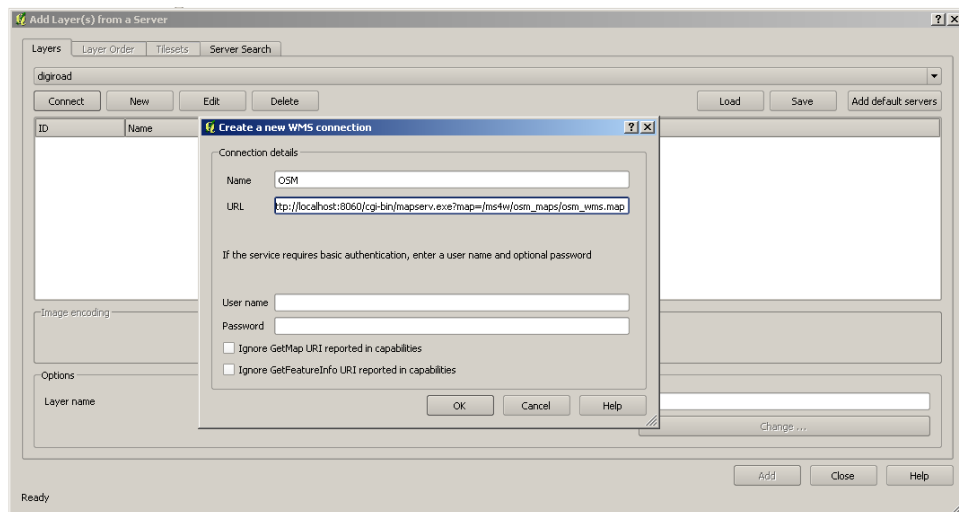 Add Layer(s) from a Server
Layers Layer Order Tilesets Server Search
digiroad
Connect New Edit Delete Load Save Add default servers
ID Name
Create a new WMS connection
Connection details
Name OSM
URL ttp://localhost:8060/cgi-bin/mapserv.exe?map=/ms4w/osm_maps/osm_wms.map
If the service requires basic authentication, enter a user name and optional password
User name
Password
Ignore GetMap URI reported in capabilities
Ignore GetFeatureInfo URI reported in capabilities
OK Cancel Help
Image encoding
Options
Layer name
Change ...
Add Close Help
Ready